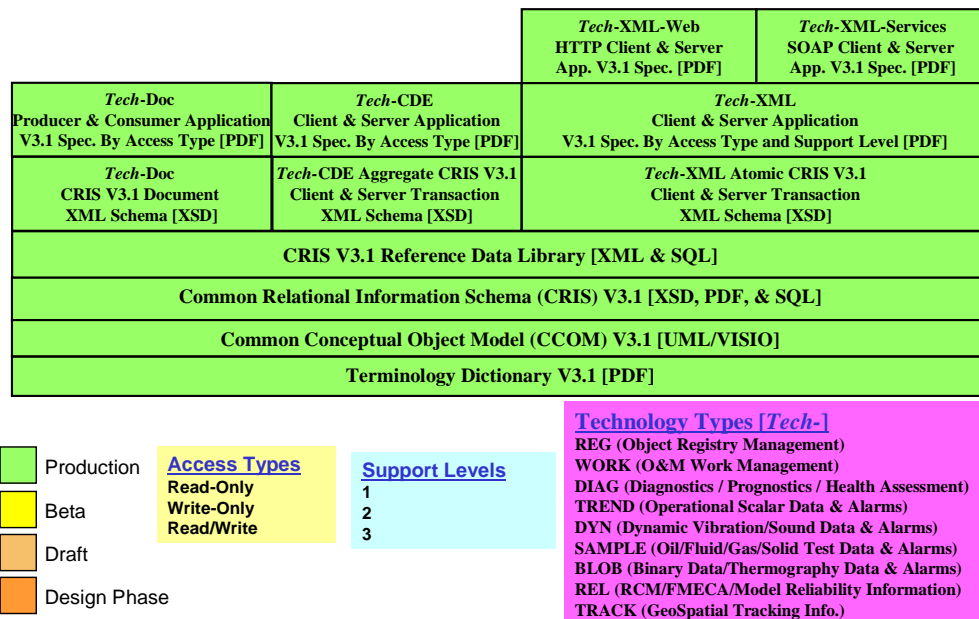 Tech-XML-Web
HTTP Client & Server
App. V3.1 Spec. [PDF]
Tech-XML-Services
SOAP Client & Server
App. V3.1 Spec. [PDF]
Tech-Doc
Producer & Consumer Application
V3.1 Spec. By Access Type [PDF]
Tech-CDE
Client & Server Application
V3.1 Spec. By Access Type [PDF]
Tech-XML
Client & Server Application
V3.1 Spec. By Access Type and Support Level [PDF]
Tech-Doc
CRIS V3.1 Document
XML Schema [XSD]
Tech-CDE Aggregate CRIS V3.1
Client & Server Transaction
XML Schema [XSD]
Tech-XML Atomic CRIS V3.1
Client & Server Transaction
XML Schema [XSD]
CRIS V3.1 Reference Data Library [XML & SQL]
Common Relational Information Schema (CRIS) V3.1 [XSD, PDF, & SQL]
Common Conceptual Object Model (CCOM) V3.1 [UML/VISIO]
Terminology Dictionary V3.1 [PDF]
Production
Beta
Draft
Design Phase
Access Types
Read-Only
Write-Only
Read/Write
Support Levels
1
2
3
Technology Types [Tech-]
REG (Object Registry Management)
WORK (O&M Work Management)
DIAG (Diagnostics / Prognostics / Health Assessment)
TREND (Operational Scalar Data & Alarms)
DYN (Dynamic Vibration/Sound Data & Alarms)
SAMPLE (Oil/Fluid/Gas/Solid Test Data & Alarms)
BLOB (Binary Data/Thermography Data & Alarms)
REL (RCM/FMECA/Model Reliability Information)
TRACK (GeoSpatial Tracking Info.)